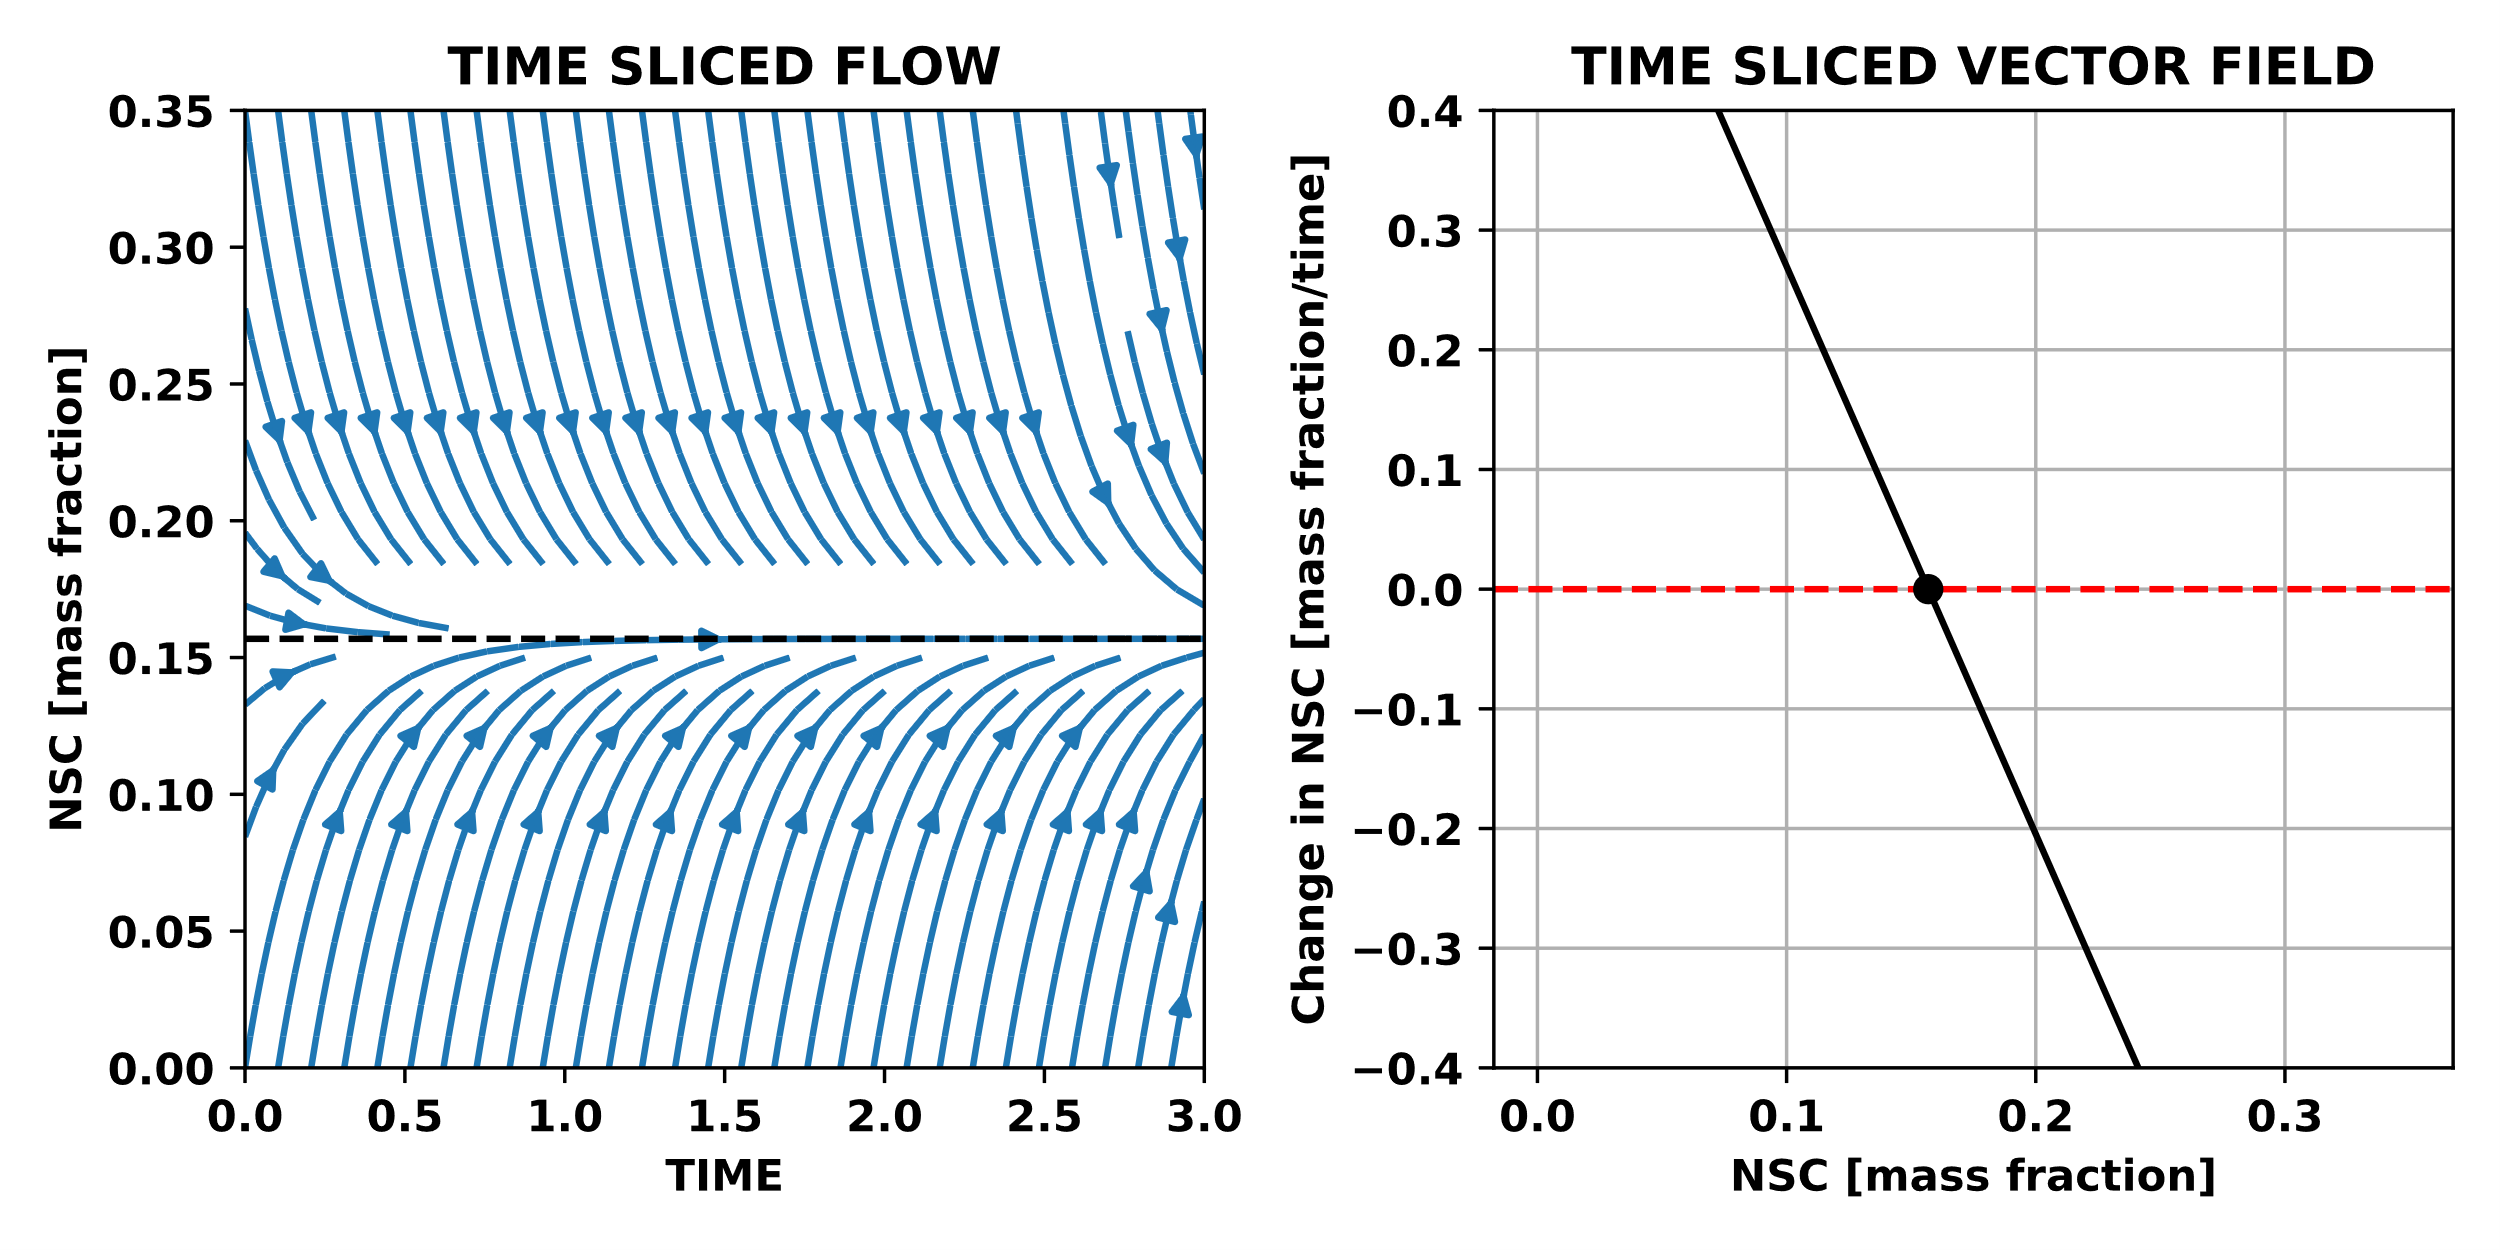 TIME SLICED FLOW
0.35
0.30
0.25
0.20
0.15
0.10
0.05
0.00
NSC [mass fraction]
0.0 0.5 1.0 1.5 2.0 2.5 3.0
TIME
TIME SLICED VECTOR FIELD
0.4
0.3
0.2
0.1
0.0
−0.1
−0.2
−0.3
−0.4
Change in NSC [mass fraction/time]
0.0 0.1 0.2 0.3
NSC [mass fraction]